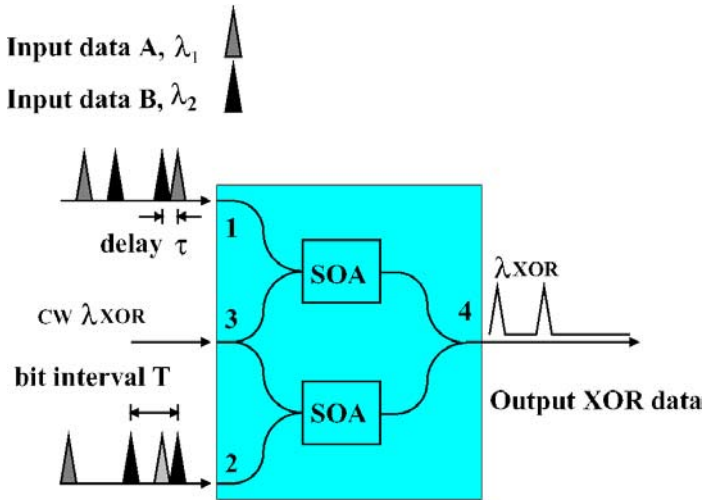 Input data A, λ1
Input data B, λ2
delay τ
1
SOA
λXOR
CW λXOR
3
4
bit interval T
SOA
Output XOR data
2